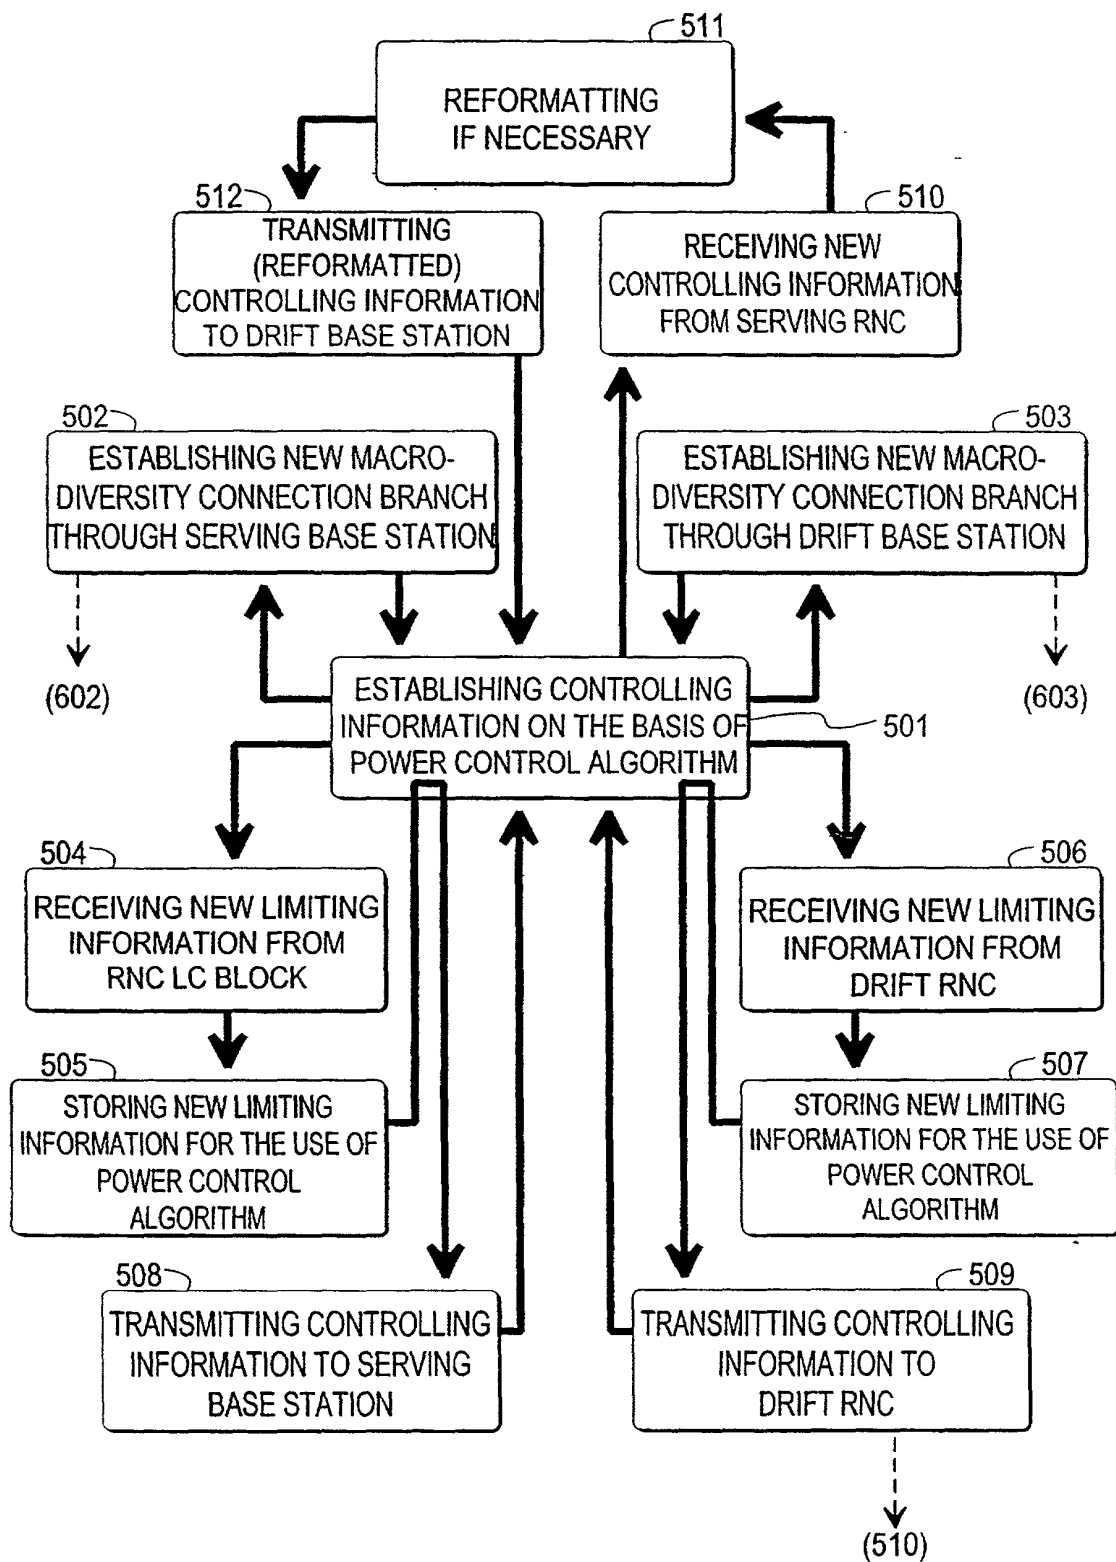 511
REFORMATTING
IF NECESSARY
512
TRANSMITTING
(REFORMATTED)
CONTROLLING INFORMATION
TO DRIFT BASE STATION
510
RECEIVING NEW
CONTROLLING INFORMATION
FROM SERVING RNC
502
ESTABLISHING NEW MACRO-
DIVERSITY CONNECTION BRANCH
THROUGH SERVING BASE STATION
503
ESTABLISHING NEW MACRO-
DIVERSITY CONNECTION BRANCH
THROUGH DRIFT BASE STATION
(602)
(603)
ESTABLISHING CONTROLLING
INFORMATION ON THE BASIS OF
POWER CONTROL ALGORITHM
501
504
RECEIVING NEW LIMITING
INFORMATION FROM
RNC LC BLOCK
506
RECEIVING NEW LIMITING
INFORMATION FROM
DRIFT RNC
505
STORING NEW LIMITING
INFORMATION FOR THE USE OF
POWER CONTROL
ALGORITHM
507
STORING NEW LIMITING
INFORMATION FOR THE USE OF
POWER CONTROL
ALGORITHM
508
TRANSMITTING CONTROLLING
INFORMATION TO SERVING
BASE STATION
509
TRANSMITTING CONTROLLING
INFORMATION TO
DRIFT RNC
(510)